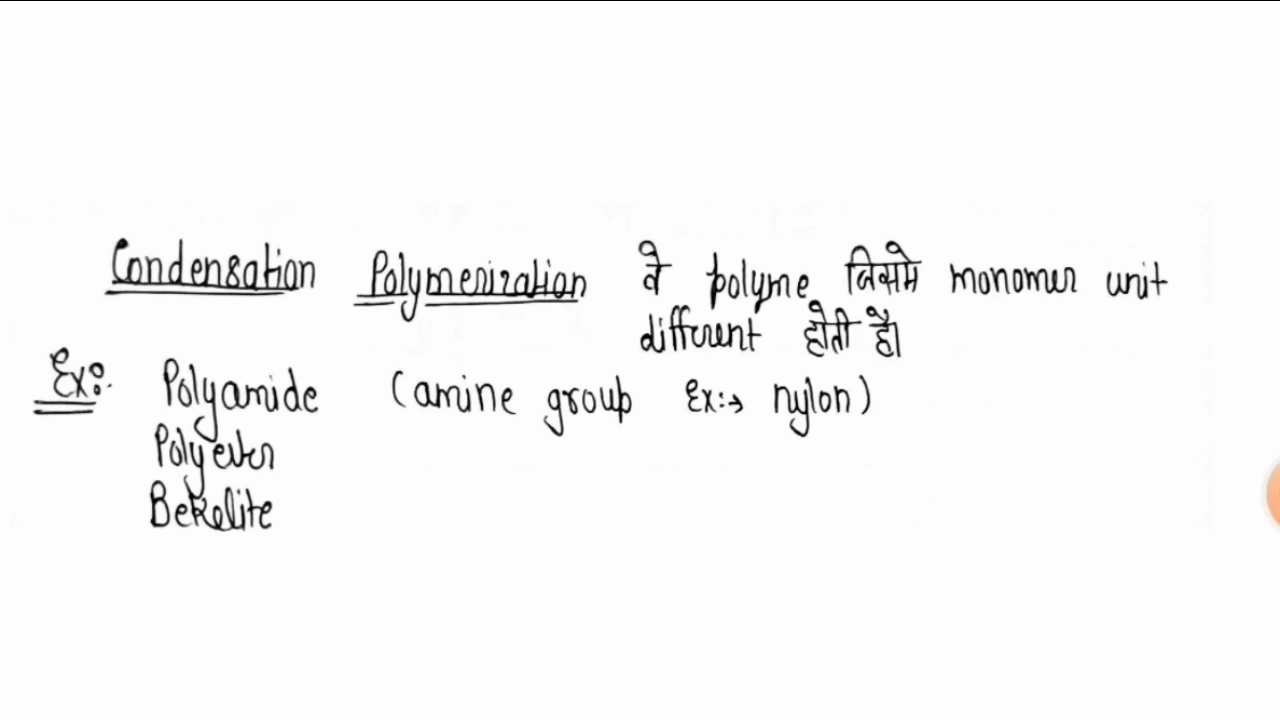 Condensation Polymerization वे polyme जिसमे monomer unit
different होती है।
Ex:- Polyamide (amine group Ex:→ nylon)
Polyester
Bekelite